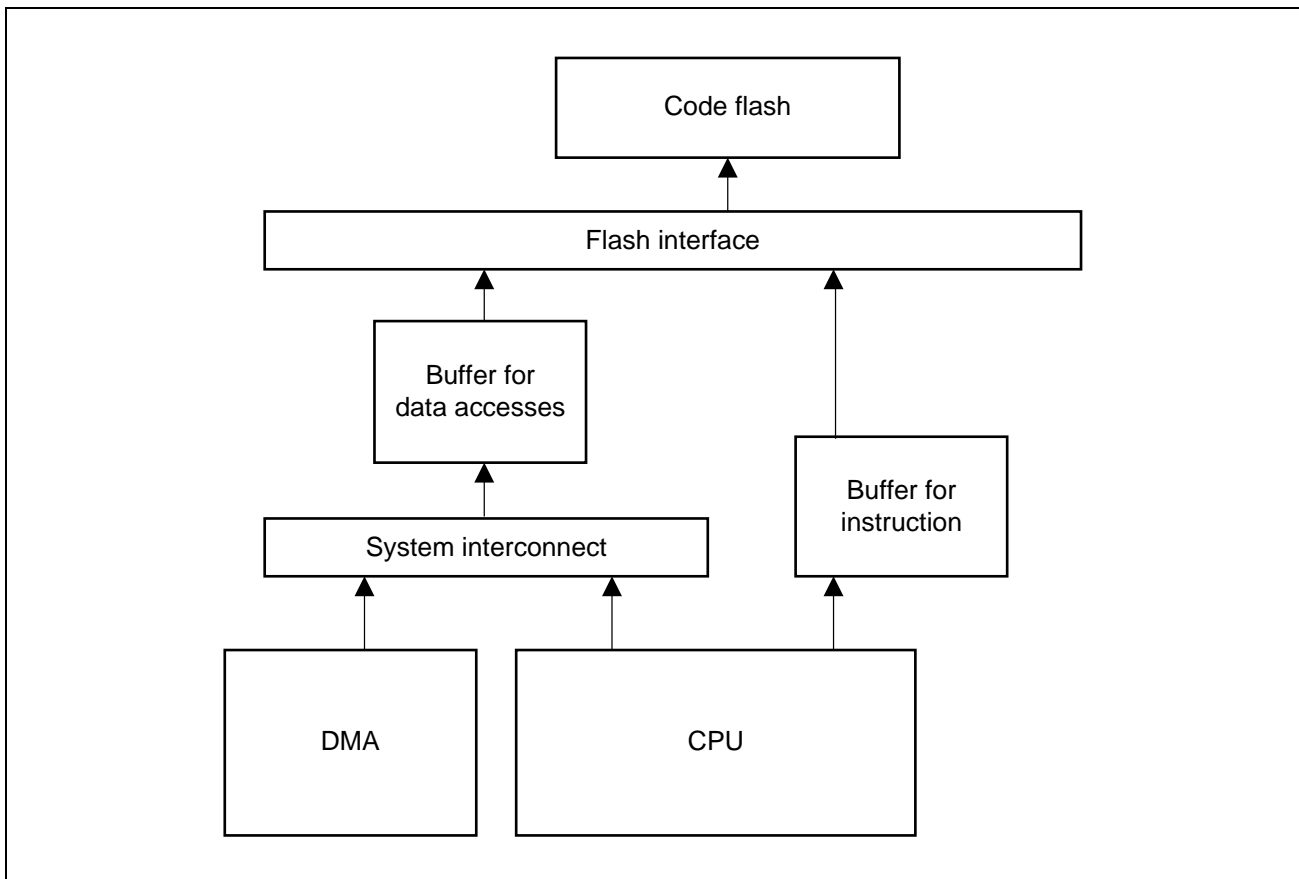 Code flash
Flash interface
Buffer for
data accesses
Buffer for
instruction
System interconnect
DMA
CPU